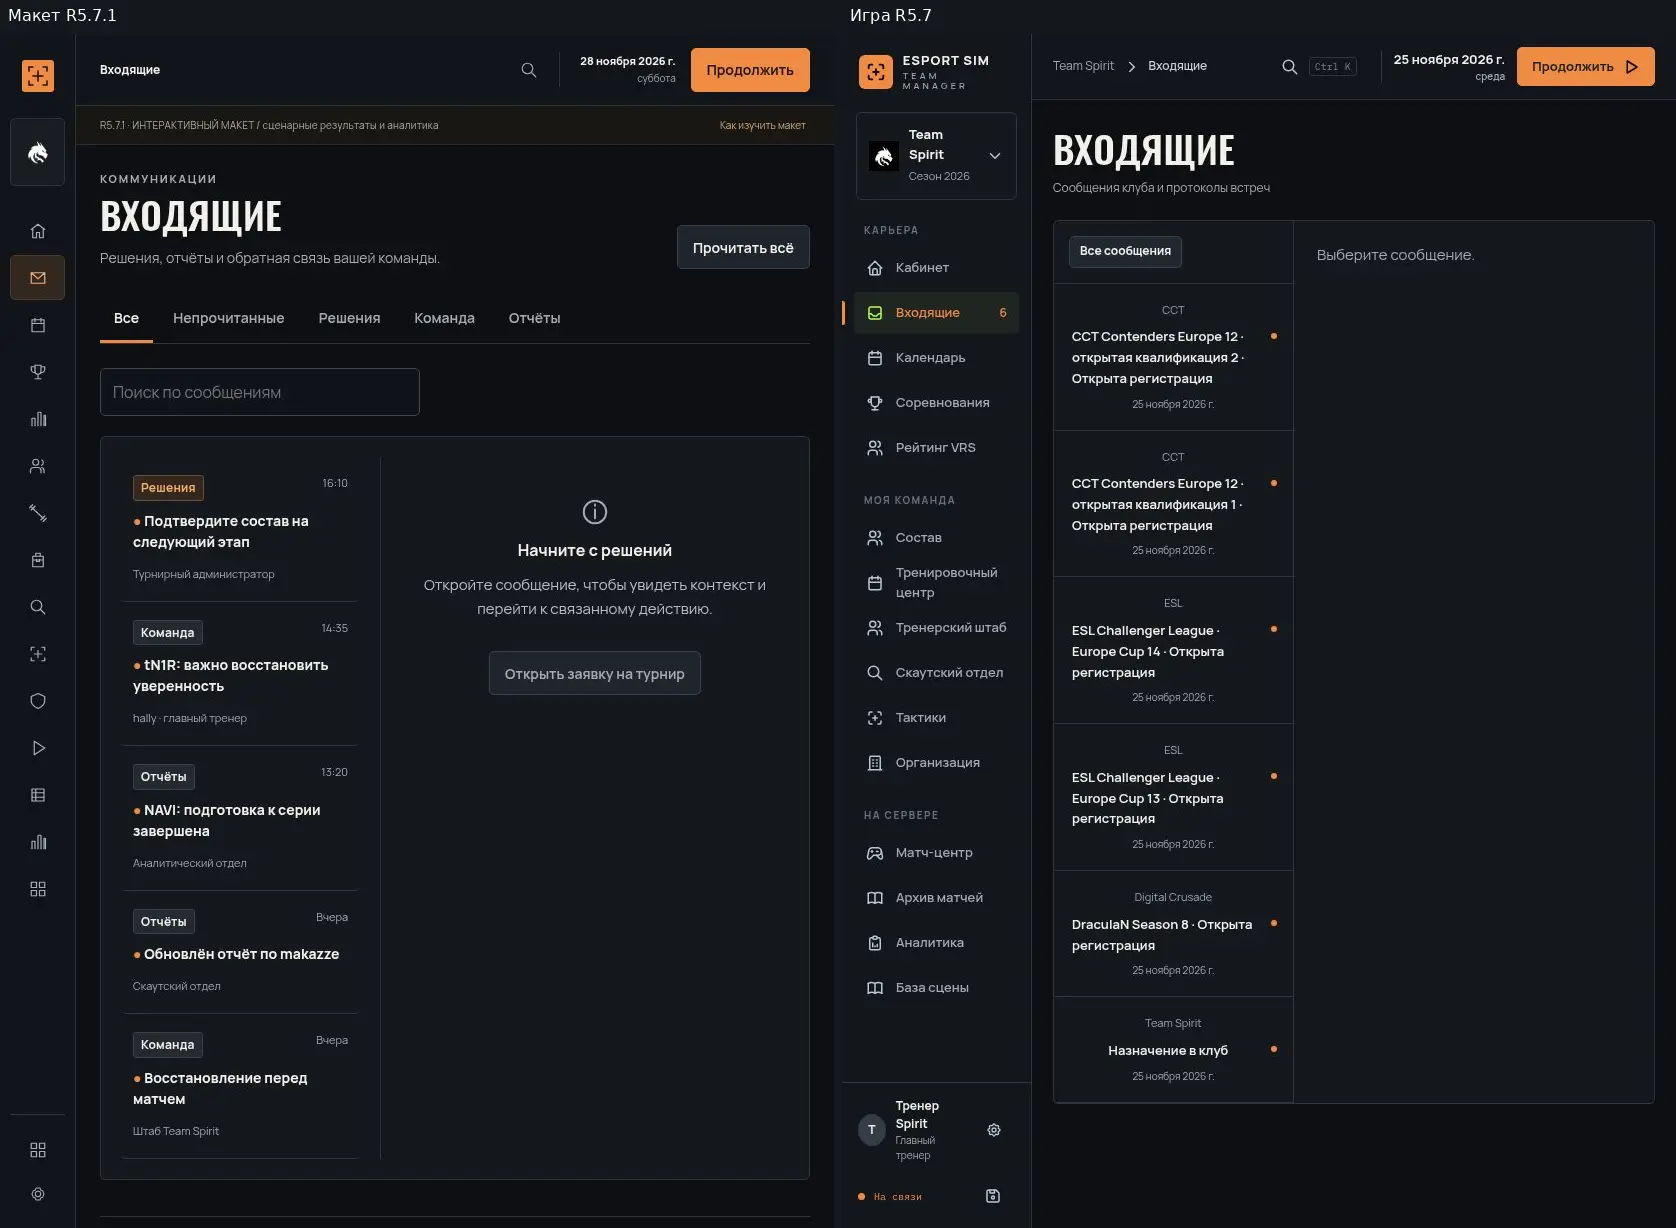 Макет R5.7.1
Входящие
28 ноября 2026 г.
суббота
Продолжить
R5.7.1 · ИНТЕРАКТИВНЫЙ МАКЕТ / сценарные результаты и аналитика
Как изучить макет
КОММУНИКАЦИИ
ВХОДЯЩИЕ
Решения, отчёты и обратная связь вашей команды.
Прочитать всё
Все
Непрочитанные
Решения
Команда
Отчёты
Поиск по сообщениям
Решения
16:10
Подтвердите состав на
следующий этап
Турнирный администратор
Команда
14:35
tN1R: важно восстановить
уверенность
hally · главный тренер
Отчёты
13:20
NAVI: подготовка к серии
завершена
Аналитический отдел
Отчёты
Вчера
Обновлён отчёт по makazze
Скаутский отдел
Команда
Вчера
Восстановление перед
матчем
Штаб Team Spirit
Начните с решений
Откройте сообщение, чтобы увидеть контекст и
перейти к связанному действию.
Открыть заявку на турнир
Игра R5.7
ESPORT SIM
TEAM
MANAGER
Team
Spirit
Сезон 2026
КАРЬЕРА
Кабинет
Входящие
6
Календарь
Соревнования
Рейтинг VRS
МОЯ КОМАНДА
Состав
Тренировочный
центр
Тренерский штаб
Скаутский отдел
Тактики
Организация
НА СЕРВЕРЕ
Матч-центр
Архив матчей
Аналитика
База сцены
Т
Тренер
Spirit
Главный
тренер
На связи
Team Spirit
Входящие
Ctrl K
25 ноября 2026 г.
среда
Продолжить
ВХОДЯЩИЕ
Сообщения клуба и протоколы встреч
Все сообщения
Выберите сообщение.
CCT
CCT Contenders Europe 12 ·
открытая квалификация 2 ·
Открыта регистрация
25 ноября 2026 г.
CCT
CCT Contenders Europe 12 ·
открытая квалификация 1 ·
Открыта регистрация
25 ноября 2026 г.
ESL
ESL Challenger League ·
Europe Cup 14 · Открыта
регистрация
25 ноября 2026 г.
ESL
ESL Challenger League ·
Europe Cup 13 · Открыта
регистрация
25 ноября 2026 г.
Digital Crusade
DraculaN Season 8 · Открыта
регистрация
25 ноября 2026 г.
Team Spirit
Назначение в клуб
25 ноября 2026 г.